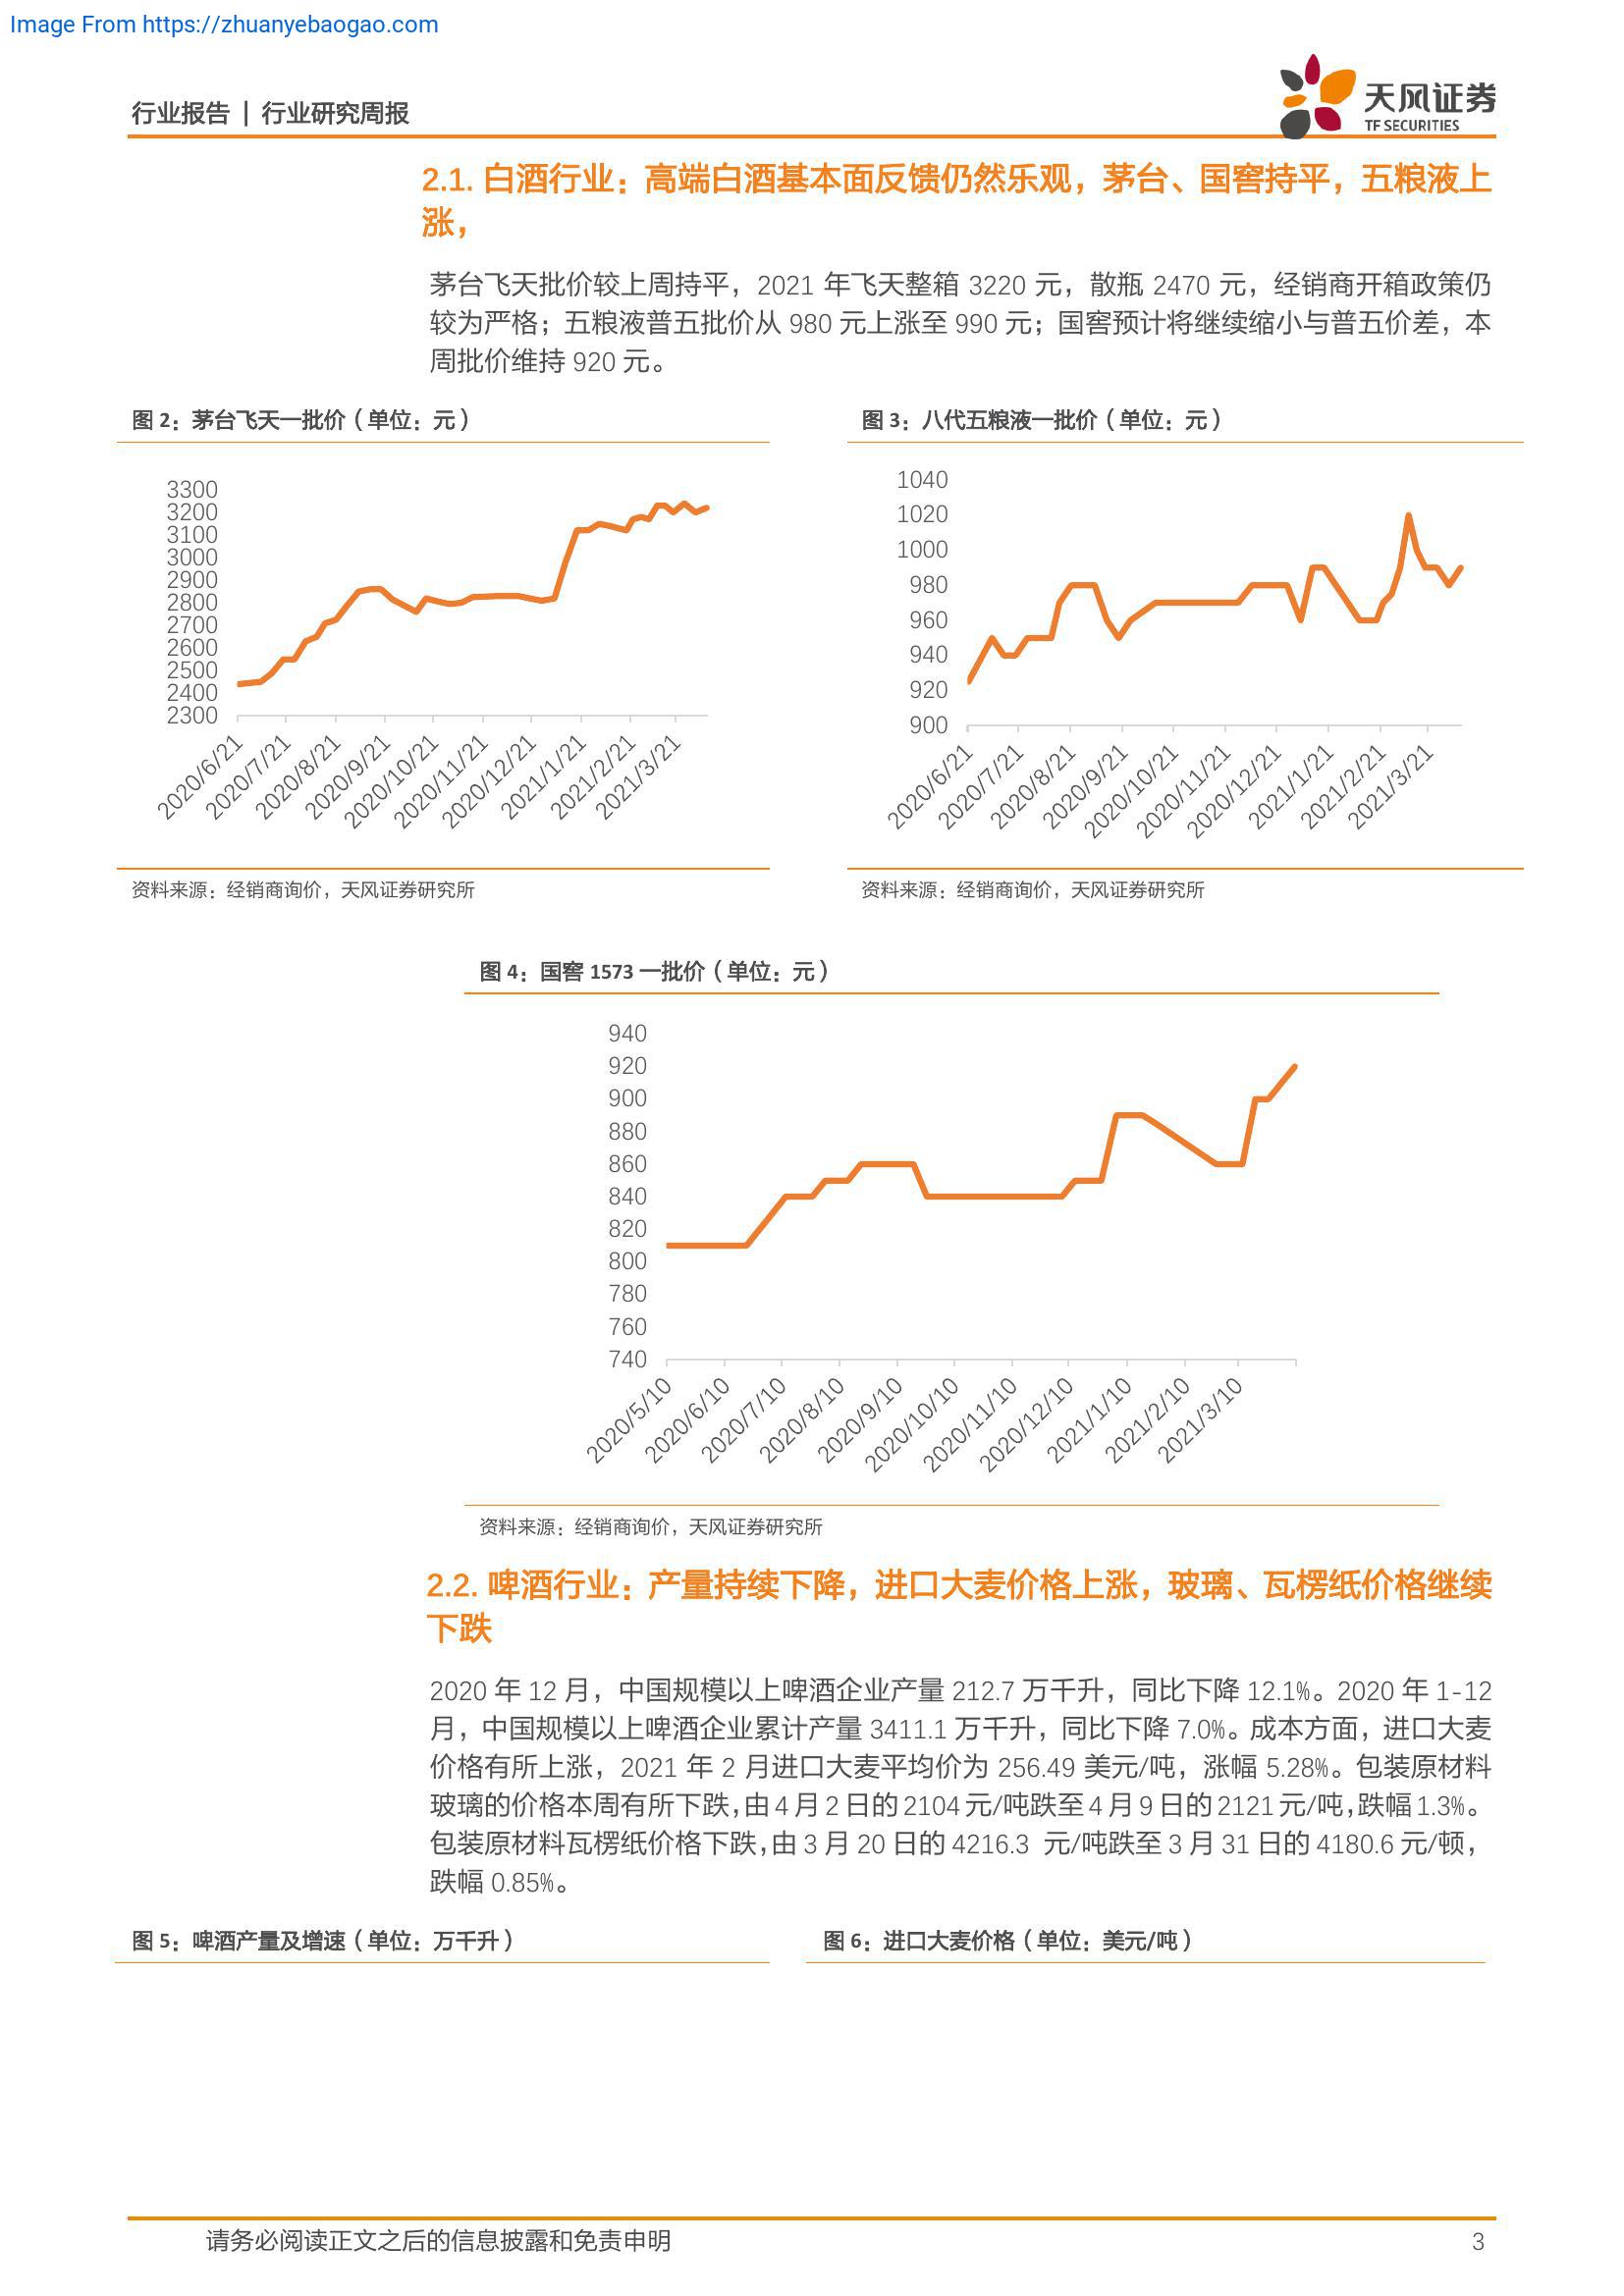 Image From https://zhuanyebaogao.com
行业报告 | 行业研究周报
天风证券
TF SECURITIES
2.1. 白酒行业：高端白酒基本面反馈仍然乐观，茅台、国窖持平，五粮液上
涨，
茅台飞天批价较上周持平，2021 年飞天整箱 3220 元，散瓶 2470 元，经销商开箱政策仍
较为严格；五粮液普五批价从 980 元上涨至 990 元；国窖预计将继续缩小与普五价差，本
周批价维持 920 元。
图 2：茅台飞天一批价（单位：元）
3300
3200
3100
3000
2900
2800
2700
2600
2500
2400
2300
2020/6/21
2020/7/21
2020/8/21
2020/9/21
2020/10/21
2020/11/21
2020/12/21
2021/1/21
2021/2/21
2021/3/21
资料来源：经销商询价，天风证券研究所
图 3：八代五粮液一批价（单位：元）
1040
1020
1000
980
960
940
920
900
2020/6/21
2020/7/21
2020/8/21
2020/9/21
2020/10/21
2020/11/21
2020/12/21
2021/1/21
2021/2/21
2021/3/21
资料来源：经销商询价，天风证券研究所
图 4：国窖 1573 一批价（单位：元）
940
920
900
880
860
840
820
800
780
760
740
2020/5/10
2020/6/10
2020/7/10
2020/8/10
2020/9/10
2020/10/10
2020/11/10
2020/12/10
2021/1/10
2021/2/10
2021/3/10
资料来源：经销商询价，天风证券研究所
2.2. 啤酒行业：产量持续下降，进口大麦价格上涨，玻璃、瓦楞纸价格继续
下跌
2020 年 12 月，中国规模以上啤酒企业产量 212.7 万千升，同比下降 12.1%。2020 年 1-12
月，中国规模以上啤酒企业累计产量 3411.1 万千升，同比下降 7.0%。成本方面，进口大麦
价格有所上涨，2021 年 2 月进口大麦平均价为 256.49 美元/吨，涨幅 5.28%。包装原材料
玻璃的价格本周有所下跌，由 4 月 2 日的 2104 元/吨跌至 4 月 9 日的 2121 元/吨，跌幅 1.3%。
包装原材料瓦楞纸价格下跌，由 3 月 20 日的 4216.3 元/吨跌至 3 月 31 日的 4180.6 元/顿，
跌幅 0.85%。
图 5：啤酒产量及增速（单位：万千升）
图 6：进口大麦价格（单位：美元/吨）
请务必阅读正文之后的信息披露和免责申明
3